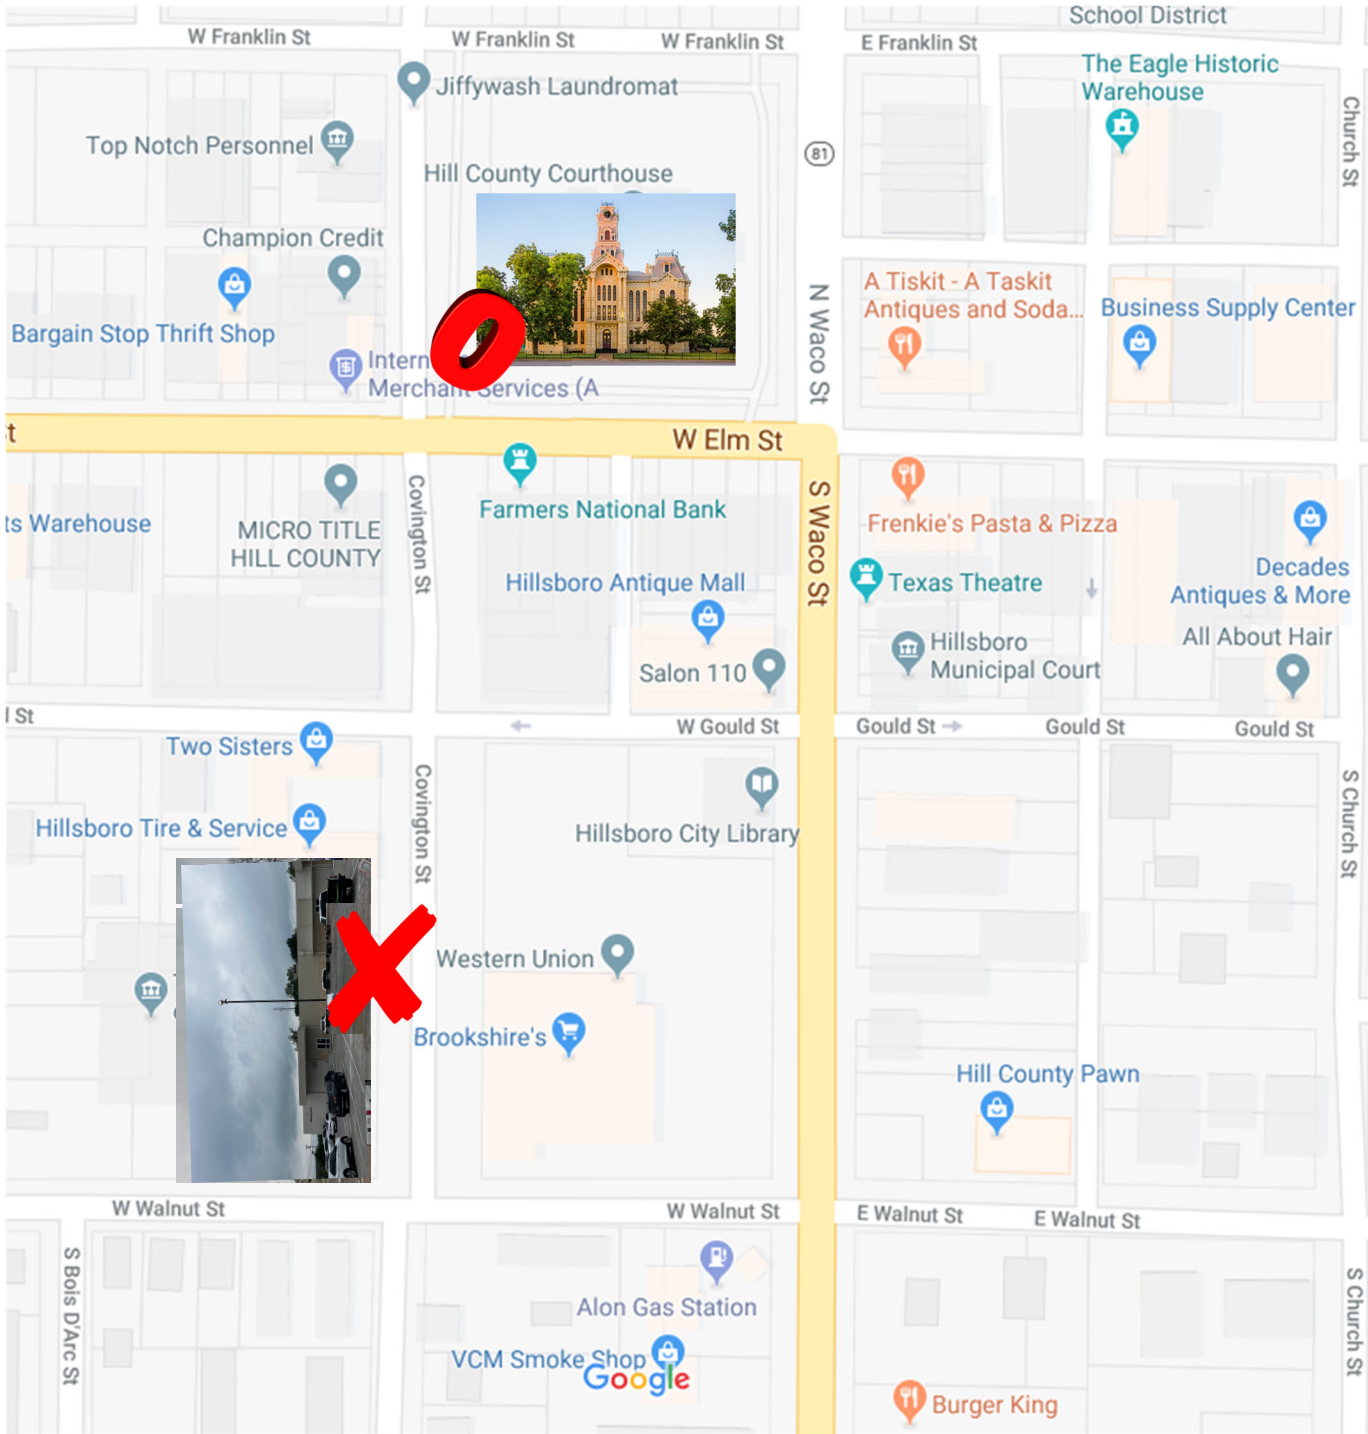 School District
W Franklin St
W Franklin St
W Franklin St
E Franklin St
The Eagle Historic
Warehouse
Jiffywash Laundromat
Church St
Top Notch Personnel
81
Hill County Courthouse
Champion Credit
A Tiskit - A Taskit
Antiques and Soda...
Business Supply Center
N Waco St
Bargain Stop Thrift Shop
O
Intern
Merchant Services (A
t
W Elm St
Covington St
S Waco St
Farmers National Bank
Frenkie's Pasta & Pizza
ts Warehouse
MICRO TITLE
HILL COUNTY
Hillsboro Antique Mall
Texas Theatre
Decades
Antiques & More
Salon 110
Hillsboro
Municipal Court
All About Hair
l St
W Gould St
Gould St
Gould St
Gould St
Two Sisters
Covington St
S Church St
Hillsboro Tire & Service
Hillsboro City Library
X
Western Union
Brookshire's
Hill County Pawn
W Walnut St
W Walnut St
E Walnut St
E Walnut St
S Bois D'Arc St
S Church St
Alon Gas Station
VCM Smoke Shop
Google
Burger King